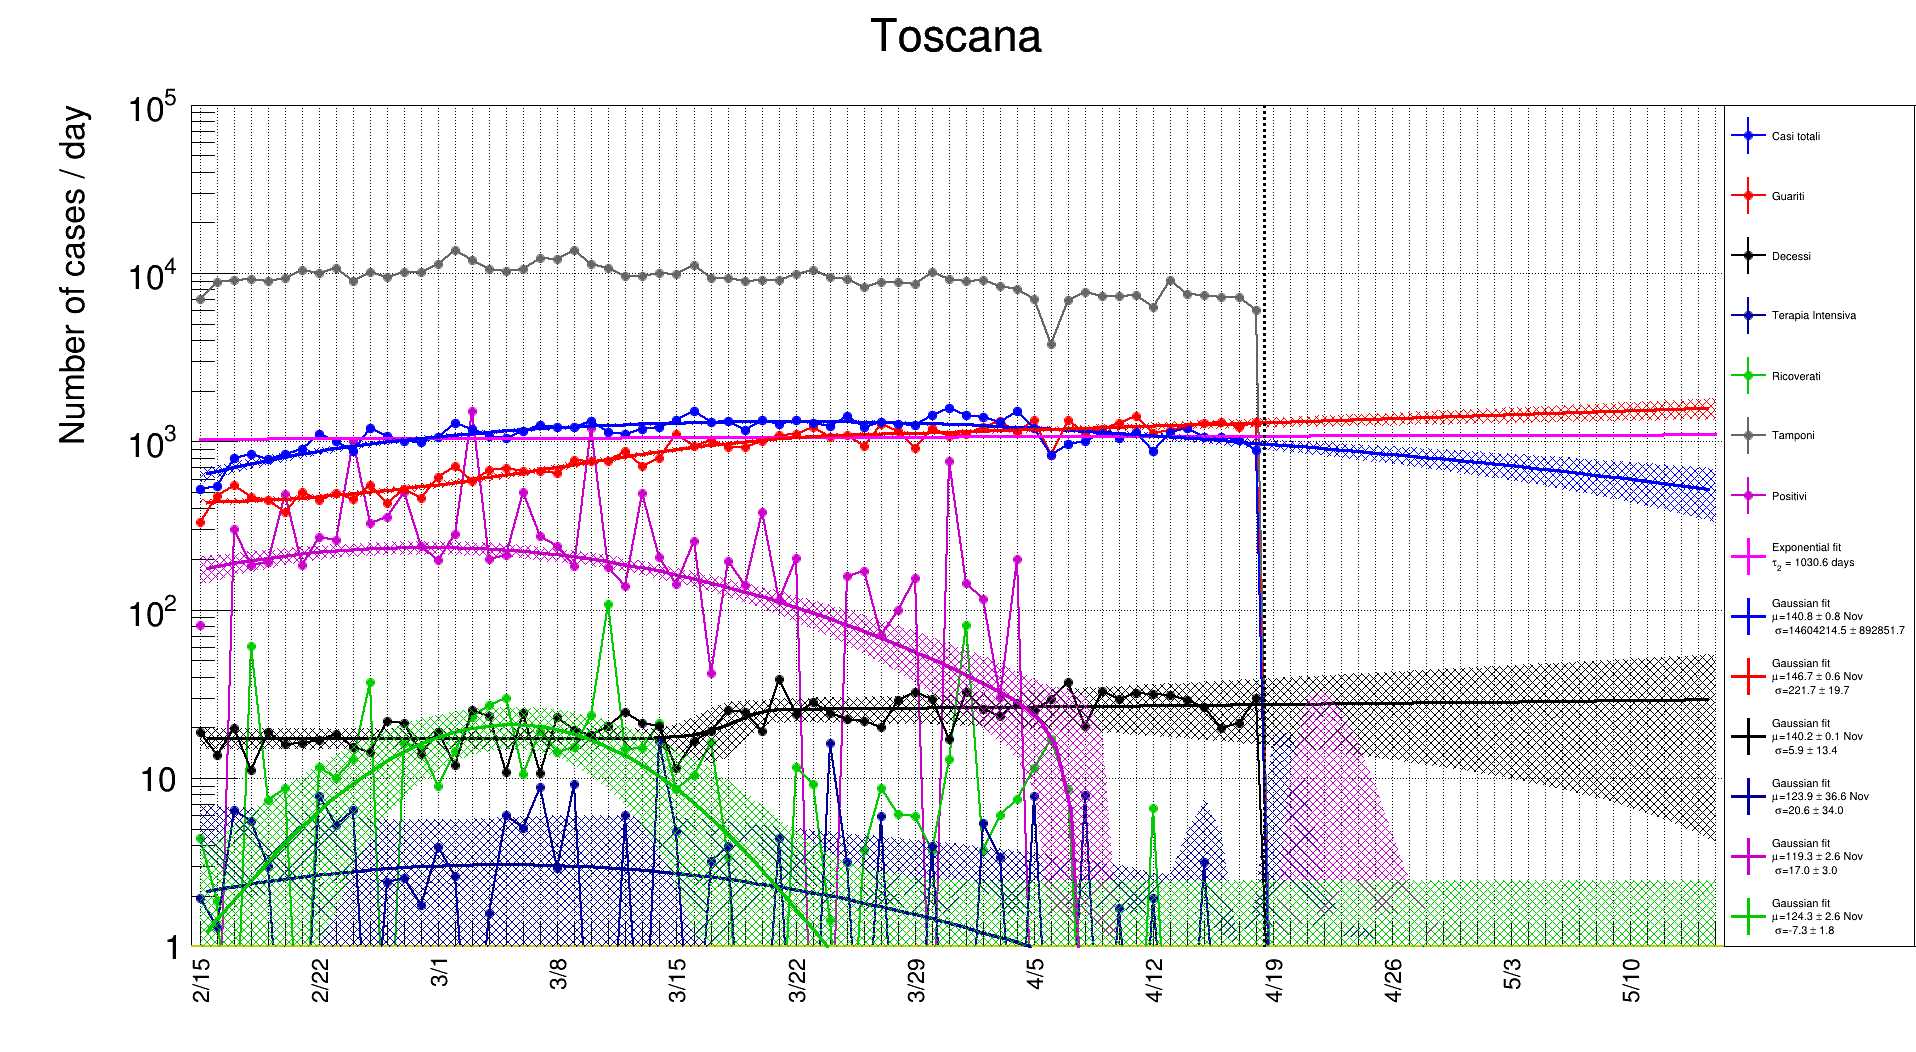 Toscana
Number of cases / day
10^5
10^4
10^3
10^2
10
1
2/15
2/22
3/1
3/8
3/15
3/22
3/29
4/5
4/12
4/19
4/26
5/3
5/10
Casi totali
Guariti
Decessi
Terapia Intensiva
Ricoverati
Tamponi
Positivi
Exponential fit
τ_2 = 1030.6 days
Gaussian fit
μ=140.8 ± 0.8 Nov
σ=14604214.5 ± 892851.7
Gaussian fit
μ=146.7 ± 0.6 Nov
σ=221.7 ± 19.7
Gaussian fit
μ=140.2 ± 0.1 Nov
σ=5.9 ± 13.4
Gaussian fit
μ=123.9 ± 36.6 Nov
σ=20.6 ± 34.0
Gaussian fit
μ=119.3 ± 2.6 Nov
σ=17.0 ± 3.0
Gaussian fit
μ=124.3 ± 2.6 Nov
σ=-7.3 ± 1.8